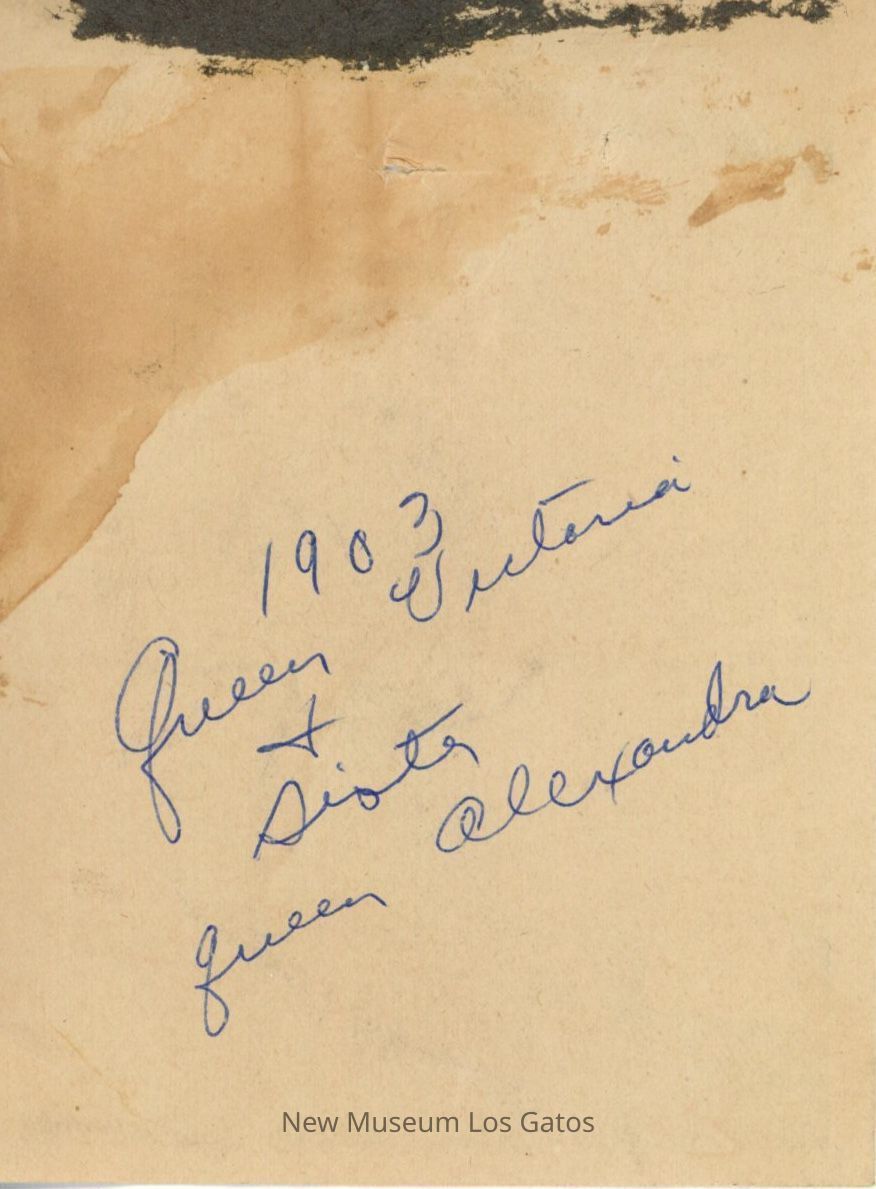 1903
Queen Victoria
+
Sister
queen Alexandra
New Museum Los Gatos